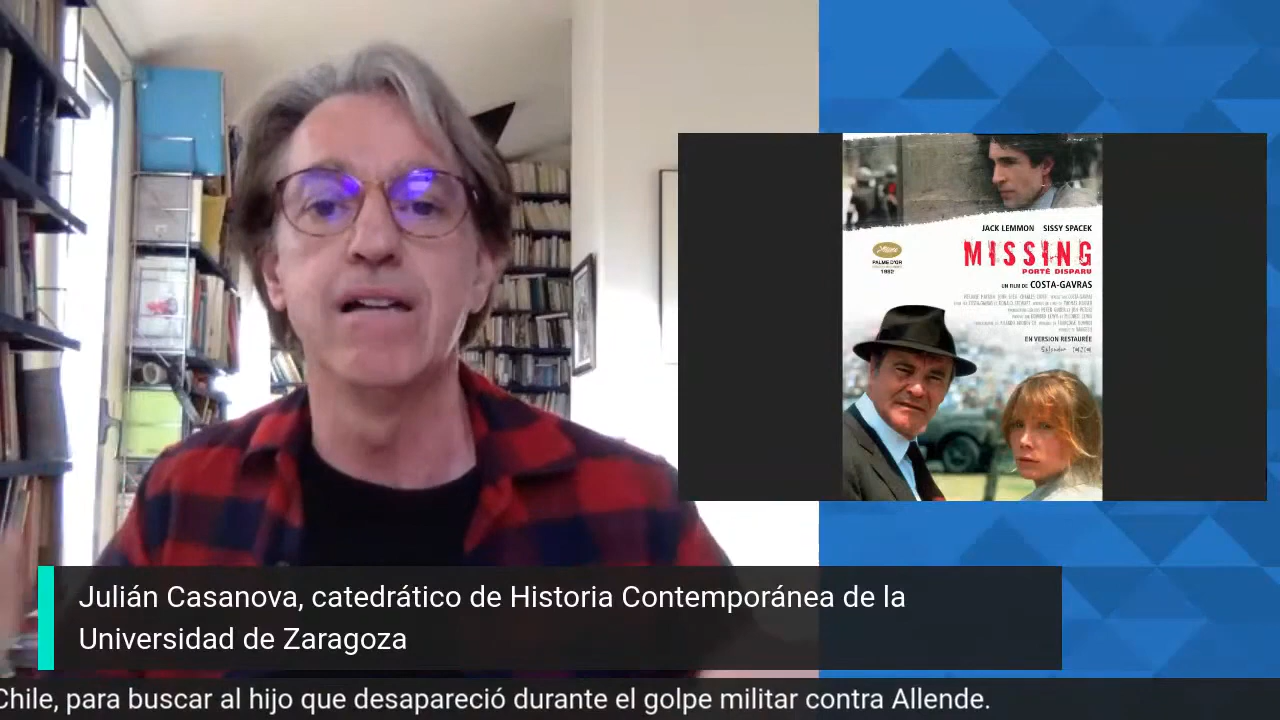 JACK LEMMON SISSY SPACEK
MISSING
PORTÉ DISPARU
PALME D'OR
1982
UN FILM DE COSTA-GAVRAS
EN VERSION RESTAURÉE
Julián Casanova, catedrático de Historia Contemporánea de la
Universidad de Zaragoza
Chile, para buscar al hijo que desapareció durante el golpe militar contra Allende.